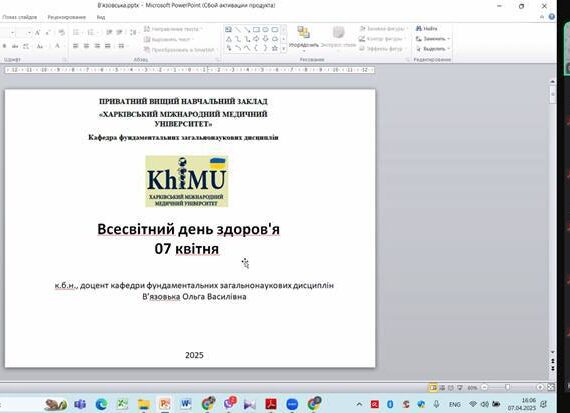 В'язовська.pptx - Microsoft PowerPoint (Сбой активации продукта)
Показ слайдов Рецензирование Вид
Направление текста
Выровнять текст
Преобразовать в SmartArt
Упорядочить Экспресс-стили
Заливка фигуры
Контур фигуры
Эффекты фигур
Найти
Заменить
Выделить
Шрифт Абзац Рисование Редактирование
ПРИВАТНИЙ ВИЩИЙ НАВЧАЛЬНИЙ ЗАКЛАД
«ХАРКІВСЬКИЙ МІЖНАРОДНИЙ МЕДИЧНИЙ
УНІВЕРСИТЕТ»
Кафедра фундаментальних загальнонаукових дисциплін
KhIMU
ХАРКІВСЬКИЙ МІЖНАРОДНИЙ
МЕДИЧНИЙ УНІВЕРСИТЕТ
Всесвітний день здоров'я
07 квітня
к.б.н., доцент кафедри фундаментальних загальнонаукових дисциплін
В'язовька Ольга Василівна
2025
60%
ENG
16:06
07.04.2025